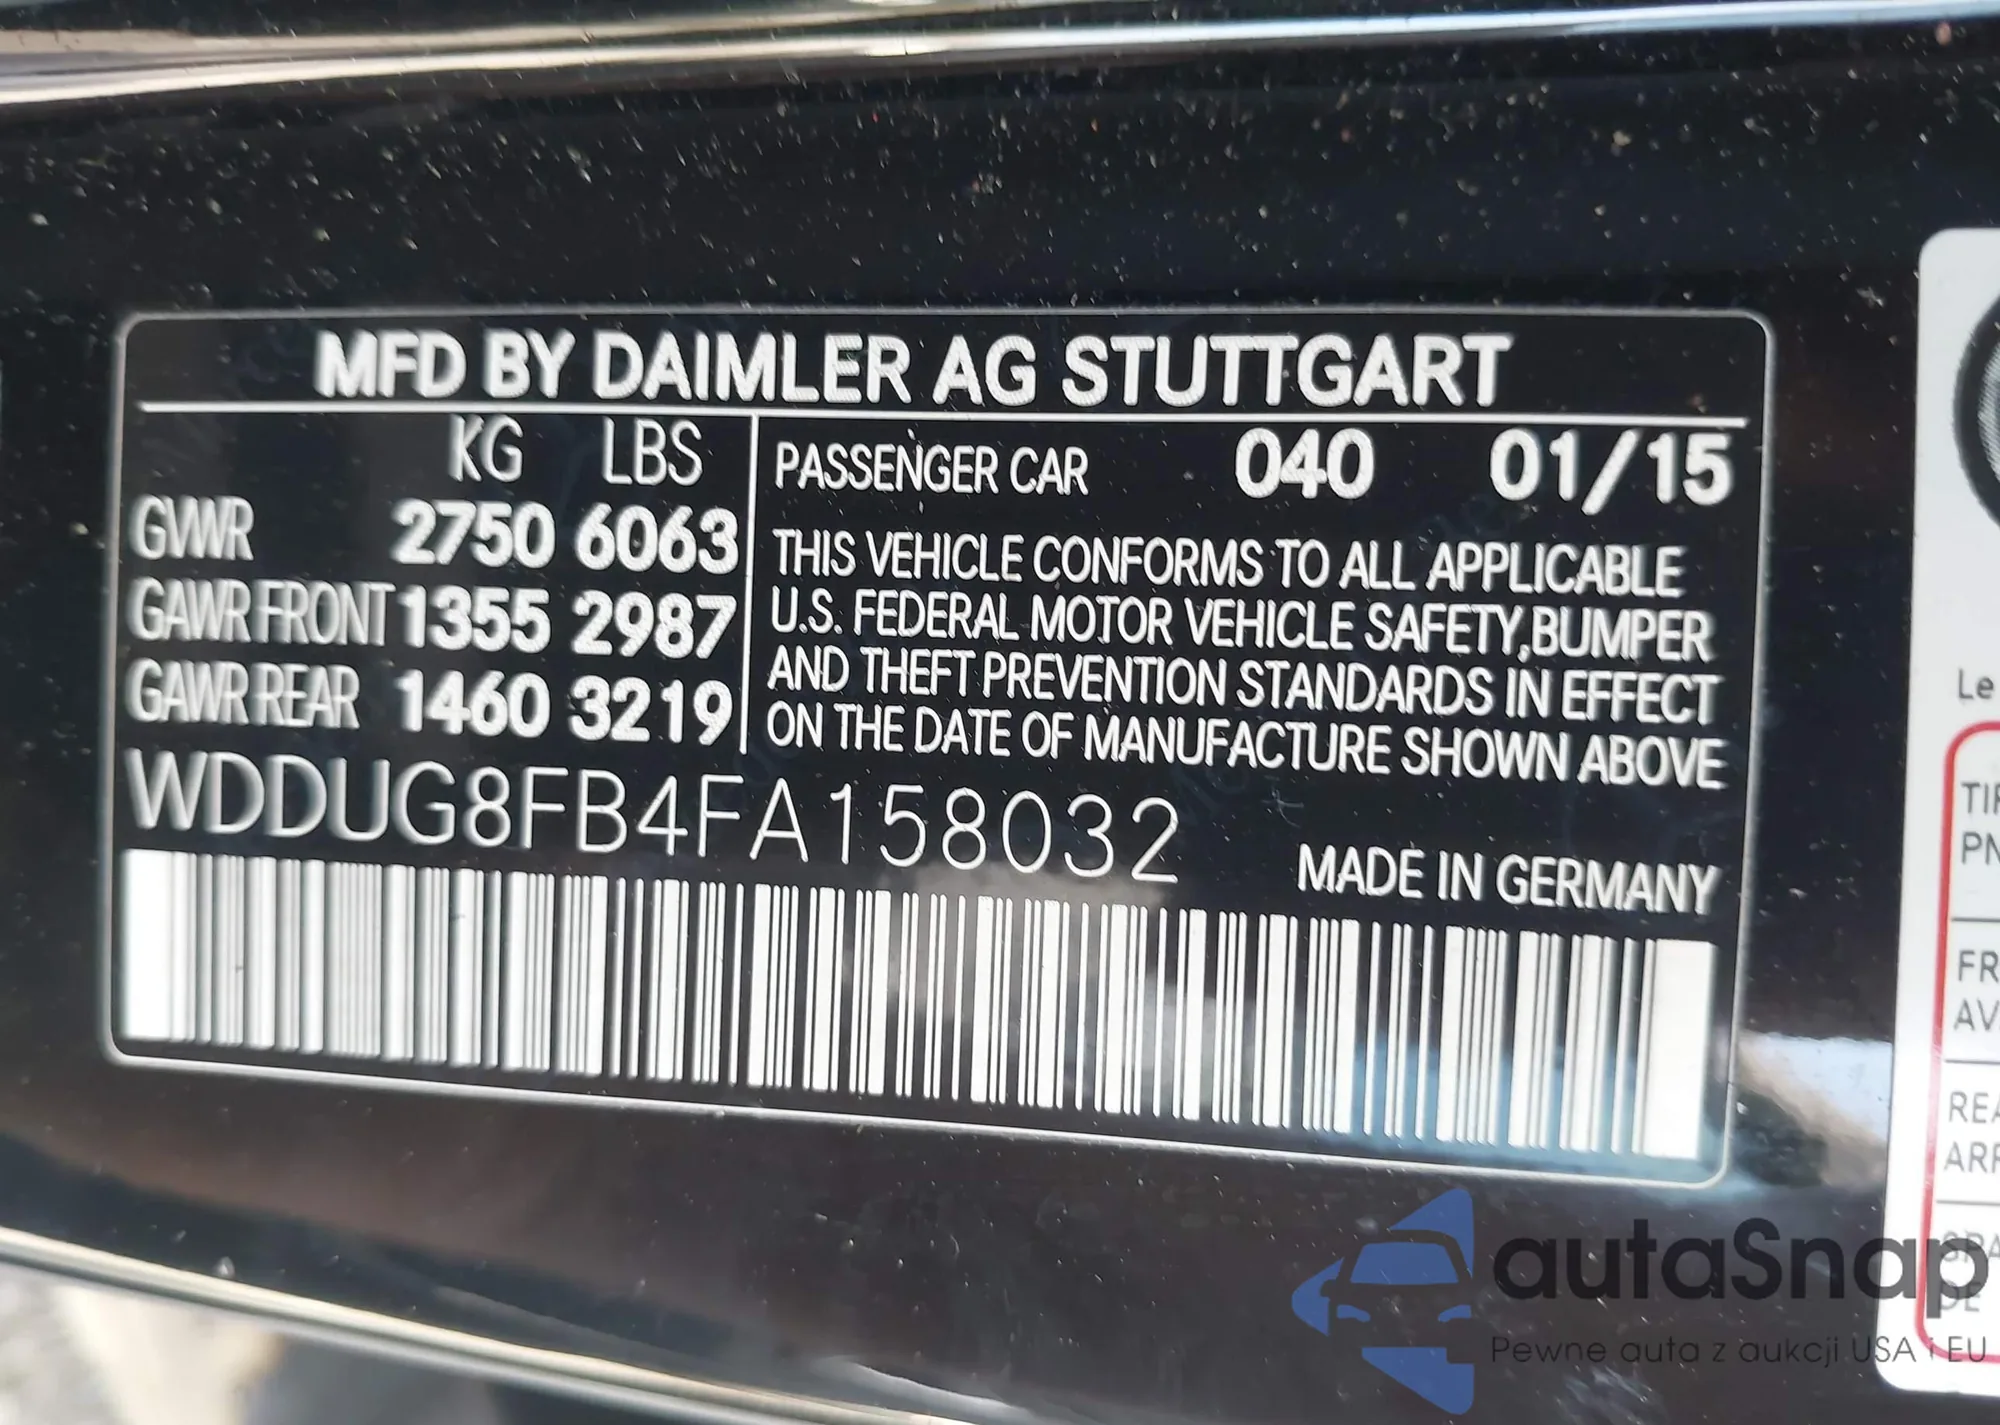 MFD BY DAIMLER AG STUTTGART
KG LBS
GVWR 2750 6063
GAWR FRONT 1355 2987
GAWR REAR 1460 3219
PASSENGER CAR 040 01/15
THIS VEHICLE CONFORMS TO ALL APPLICABLE
U.S. FEDERAL MOTOR VEHICLE SAFETY, BUMPER
AND THEFT PREVENTION STANDARDS IN EFFECT
ON THE DATE OF MANUFACTURE SHOWN ABOVE
WDDUG8FB4FA158032
MADE IN GERMANY
Le
autaSnap
Pewne auta z aukcji USA i EU